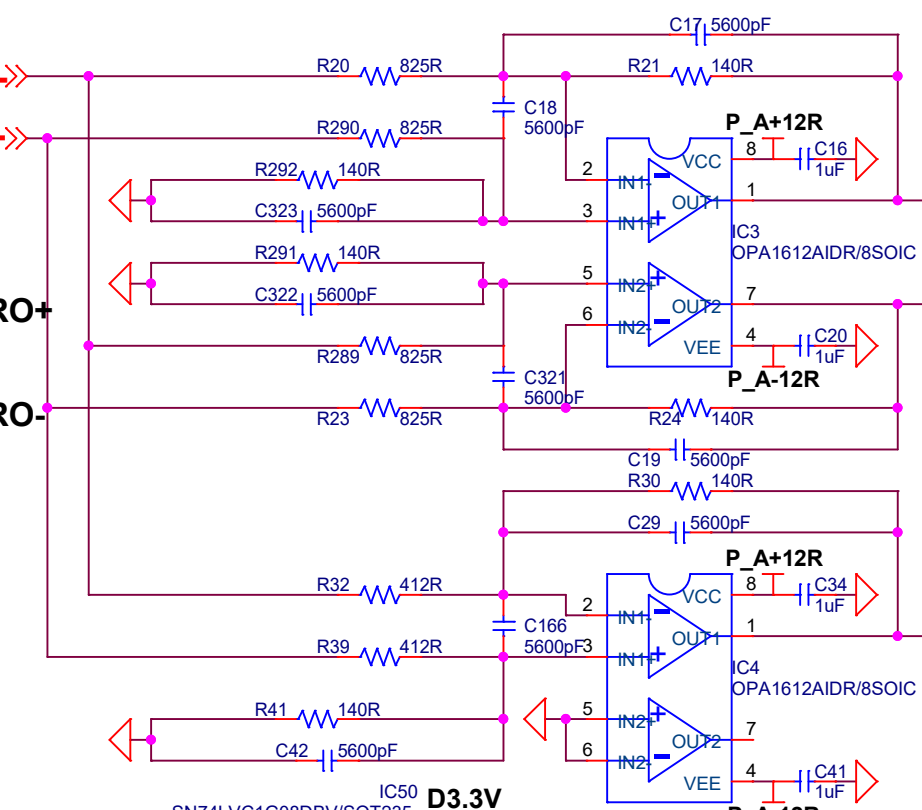 C17 5600pF
R20 825R
R21 140R
C18
5600pF
R290 825R
P_A+12R
R292 140R
2 IN1- VCC 8 C16
1uF
OUT1 1
C323 5600pF
3 IN1+
IC3
OPA1612AIDR/8SOIC
R291 140R
5 IN2+
C322 5600pF
OUT2 7
RO+
6 IN2-
VEE 4 C20
1uF
R289 825R
C321
5600pF
P_A-12R
RO-
R23 825R
R24 140R
C19 5600pF
R30 140R
C29 5600pF
P_A+12R
R32 412R
2 IN1- VCC 8 C34
1uF
C166
5600pF
OUT1 1
R39 412R
3 IN1+
IC4
OPA1612AIDR/8SOIC
R41 140R
5 IN2+
OUT2 7
C42 5600pF
6 IN2-
VEE 4 C41
1uF
IC50 D3.3V